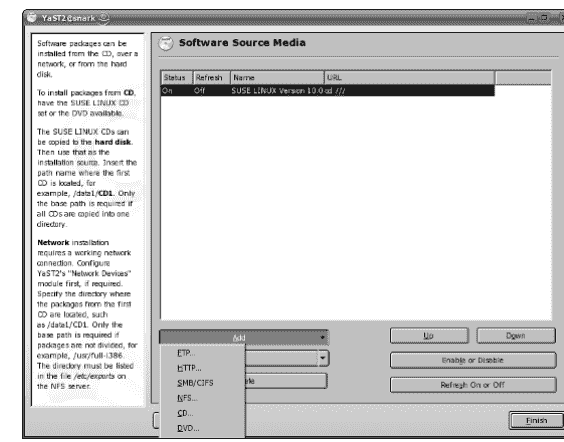 YaST2@snark
Software packages can be
installed from the CD, over a
network, or from the hard
disk.
To install packages from CD,
have the SUSE LINUX CD
set or the DVD available.
The SUSE LINUX CDs can
be copied to the hard disk.
Then use that as the
installation source. Insert the
path name where the first
CD is located, for
example, /data1/CD1. Only
the base path is required if
all CDs are copied into one
directory.
Network installation
requires a working network
connection. Configure
YaST2's "Network Devices"
module first, if required.
Specify the directory where
the packages from the first
CD are located, such
as /data1/CD1. Only the
base path is required if
packages are not divided, for
example, /usr/full-i386.
The directory must be listed
in the file /etc/exports on
the NFS server.
Software Source Media
Status Refresh Name URL
On Off SUSE LINUX Version 10.0 cd:///
Add
Up Down
FTP...
HTTP...
SMB/CIFS
NFS...
CD...
DVD...
Enable or Disable
Refresh On or Off
Finish